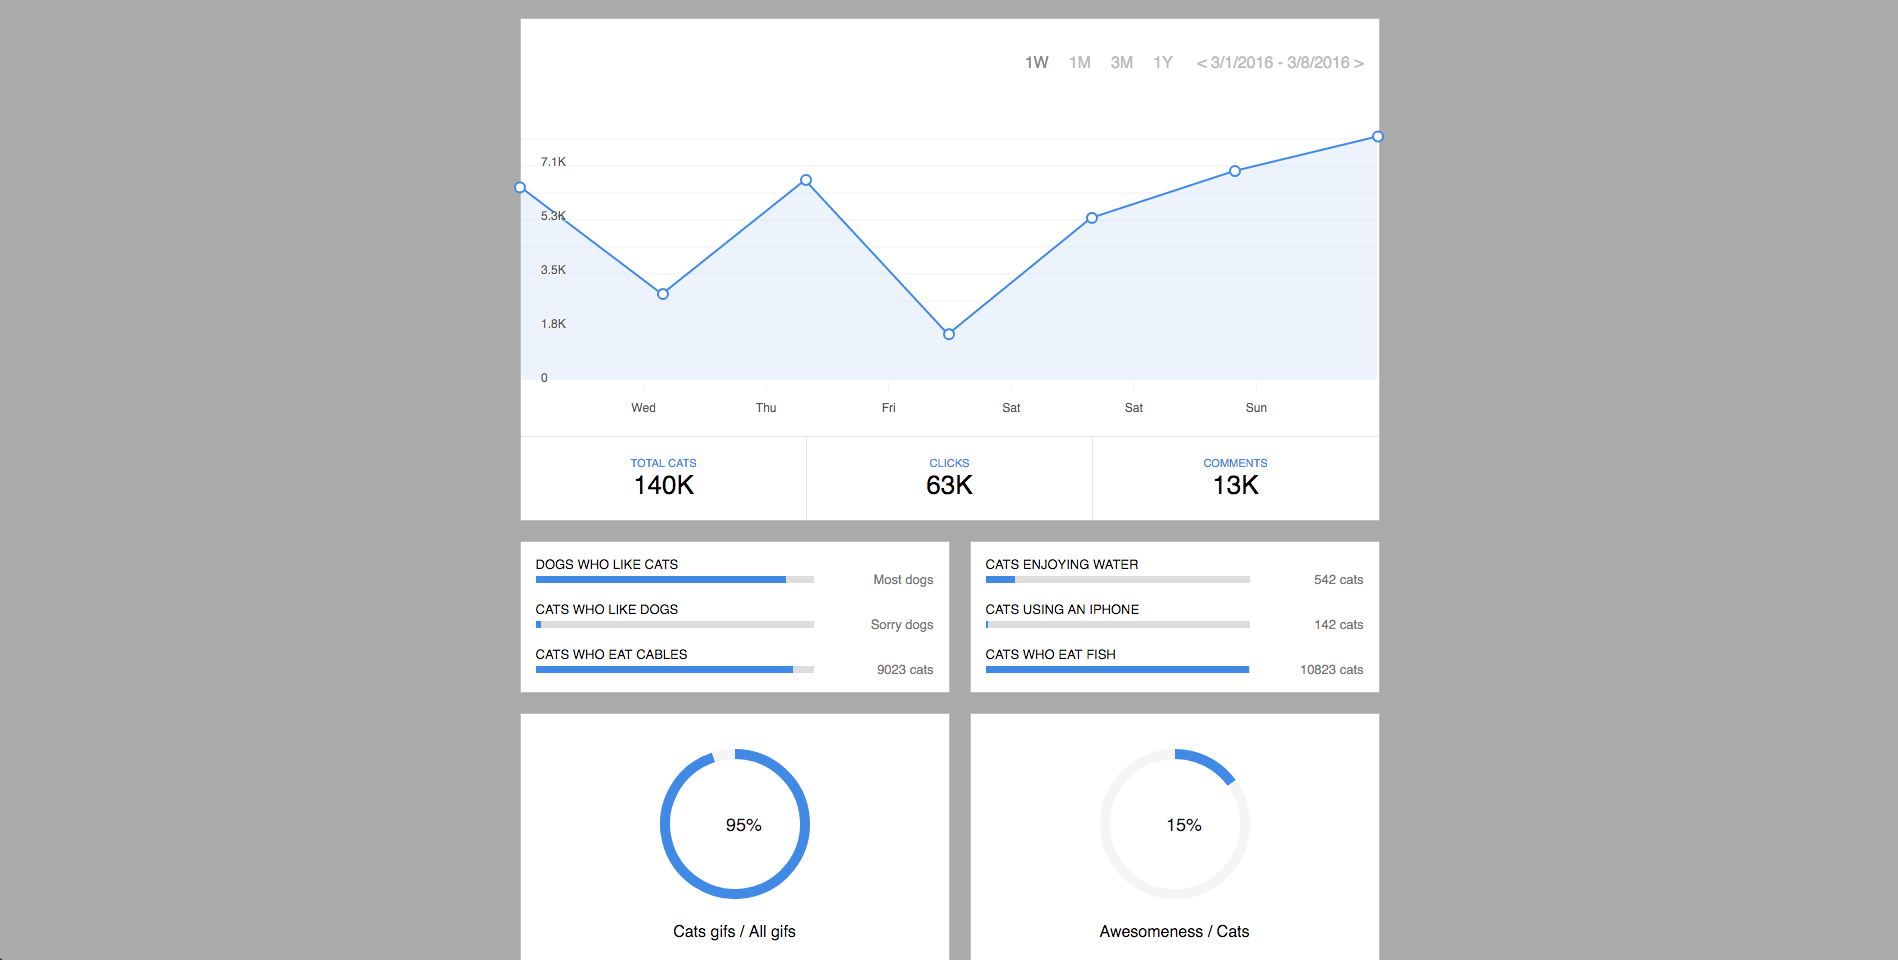 1W 1M 3M 1Y < 3/1/2016 - 3/8/2016 >
7.1K
5.3K
3.5K
1.8K
0
Wed Thu Fri Sat Sat Sun
TOTAL CATS
140K
CLICKS
63K
COMMENTS
13K
DOGS WHO LIKE CATS
Most dogs
CATS WHO LIKE DOGS
Sorry dogs
CATS WHO EAT CABLES
9023 cats
CATS ENJOYING WATER
542 cats
CATS USING AN IPHONE
142 cats
CATS WHO EAT FISH
10823 cats
95%
Cats gifs / All gifs
15%
Awesomeness / Cats